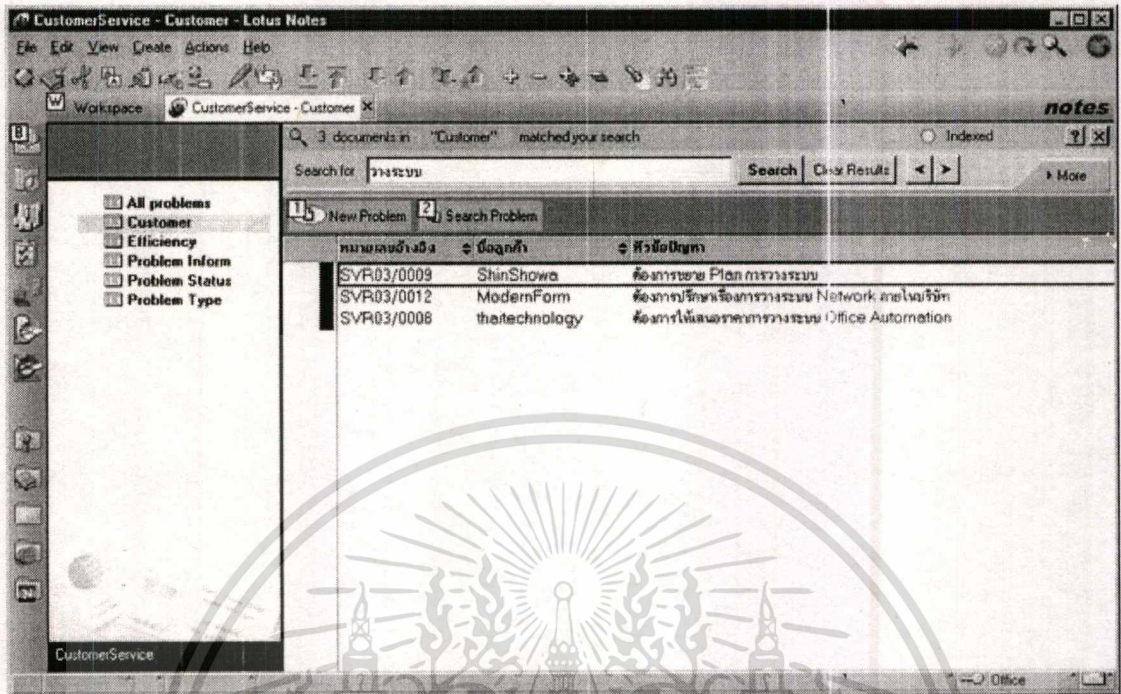 CustomerService - Customer - Lotus Notes
File Edit View Create Actions Help
Workspace CustomerService - Customer
notes
3 documents in "Customer" matched your search
Indexed
Search for วางระบบ Search Clear Results More
All problems
Customer
Efficiency
Problem Inform
Problem Status
Problem Type
1 New Problem 2 Search Problem
หมายเลขอ้างอิง ชื่อลูกค้า หัวข้อปัญหา
SVR03/0009 ShinShowa ต้องการขยาย Plan การวางระบบ
SVR03/0012 ModernForm ต้องการปรึกษาเรื่องการวางระบบ Network ภายในบริษัท
SVR03/0008 thaitechnology ต้องการให้เสนอราคาการวางระบบ Office Automation
CustomerService
Office